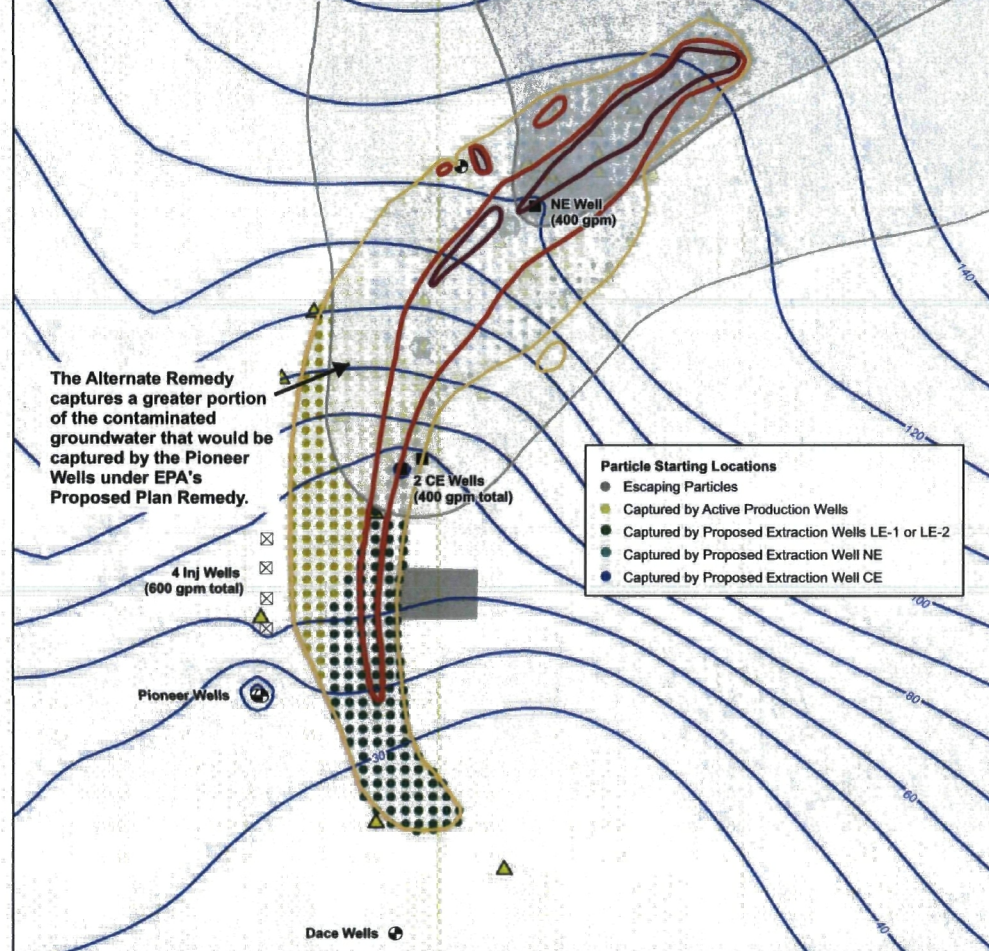 NE Well
(400 gpm)
140
The Alternate Remedy
captures a greater portion
of the contaminated
groundwater that would be
captured by the Pioneer
Wells under EPA's
Proposed Plan Remedy.
120
2 CE Wells
(400 gpm total)
Particle Starting Locations
Escaping Particles
Captured by Active Production Wells
Captured by Proposed Extraction Wells LE-1 or LE-2
Captured by Proposed Extraction Well NE
Captured by Proposed Extraction Well CE
4 Inj Wells
(600 gpm total)
100
Pioneer Wells
80
30
60
40
Dace Wells